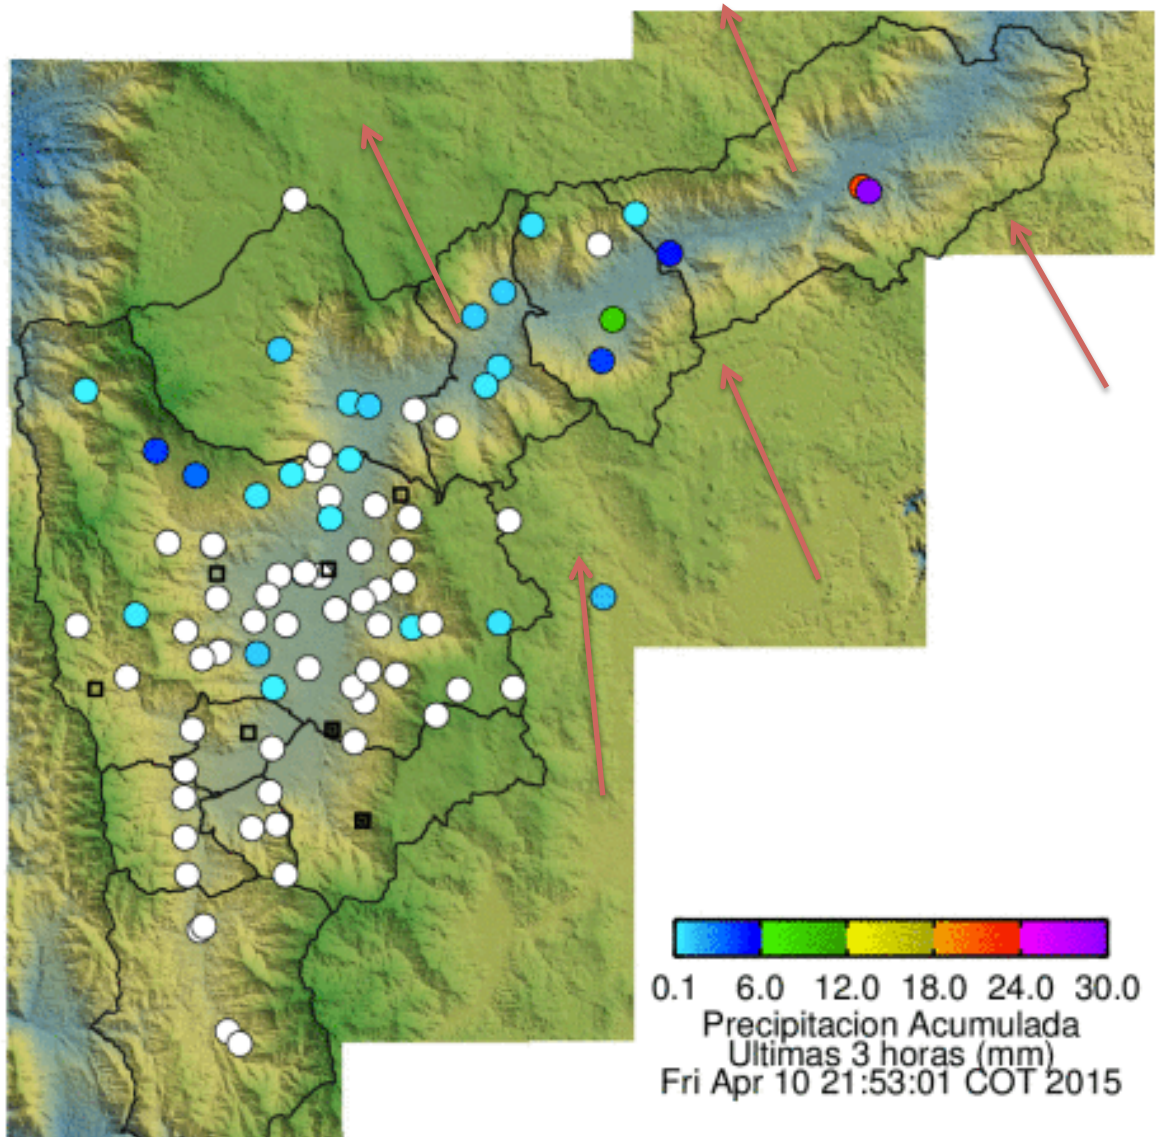 0.1 6.0 12.0 18.0 24.0 30.0
Precipitacion Acumulada
Ultimas 3 horas (mm)
Fri Apr 10 21:53:01 COT 2015